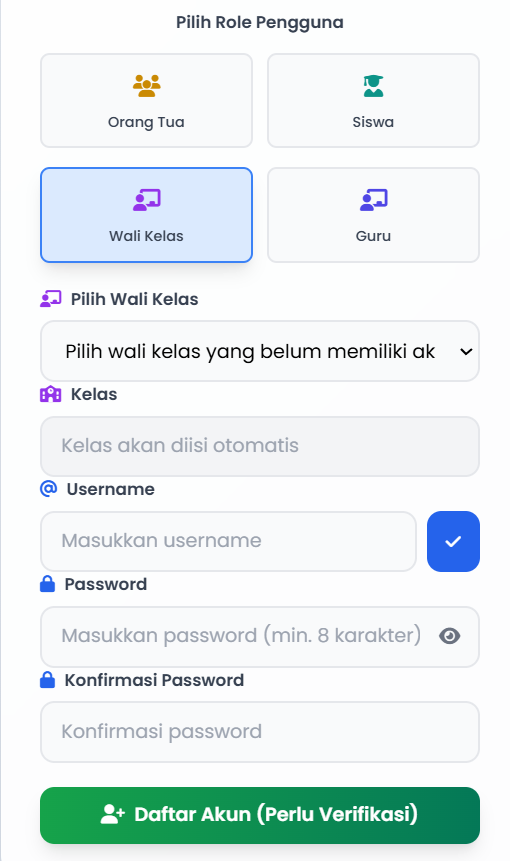 Pilih Role Pengguna
Orang Tua
Siswa
Wali Kelas
Guru
Pilih Wali Kelas
Pilih wali kelas yang belum memiliki ak
Kelas
Kelas akan diisi otomatis
Username
Masukkan username
Password
Masukkan password (min. 8 karakter)
Konfirmasi Password
Konfirmasi password
Daftar Akun (Perlu Verifikasi)